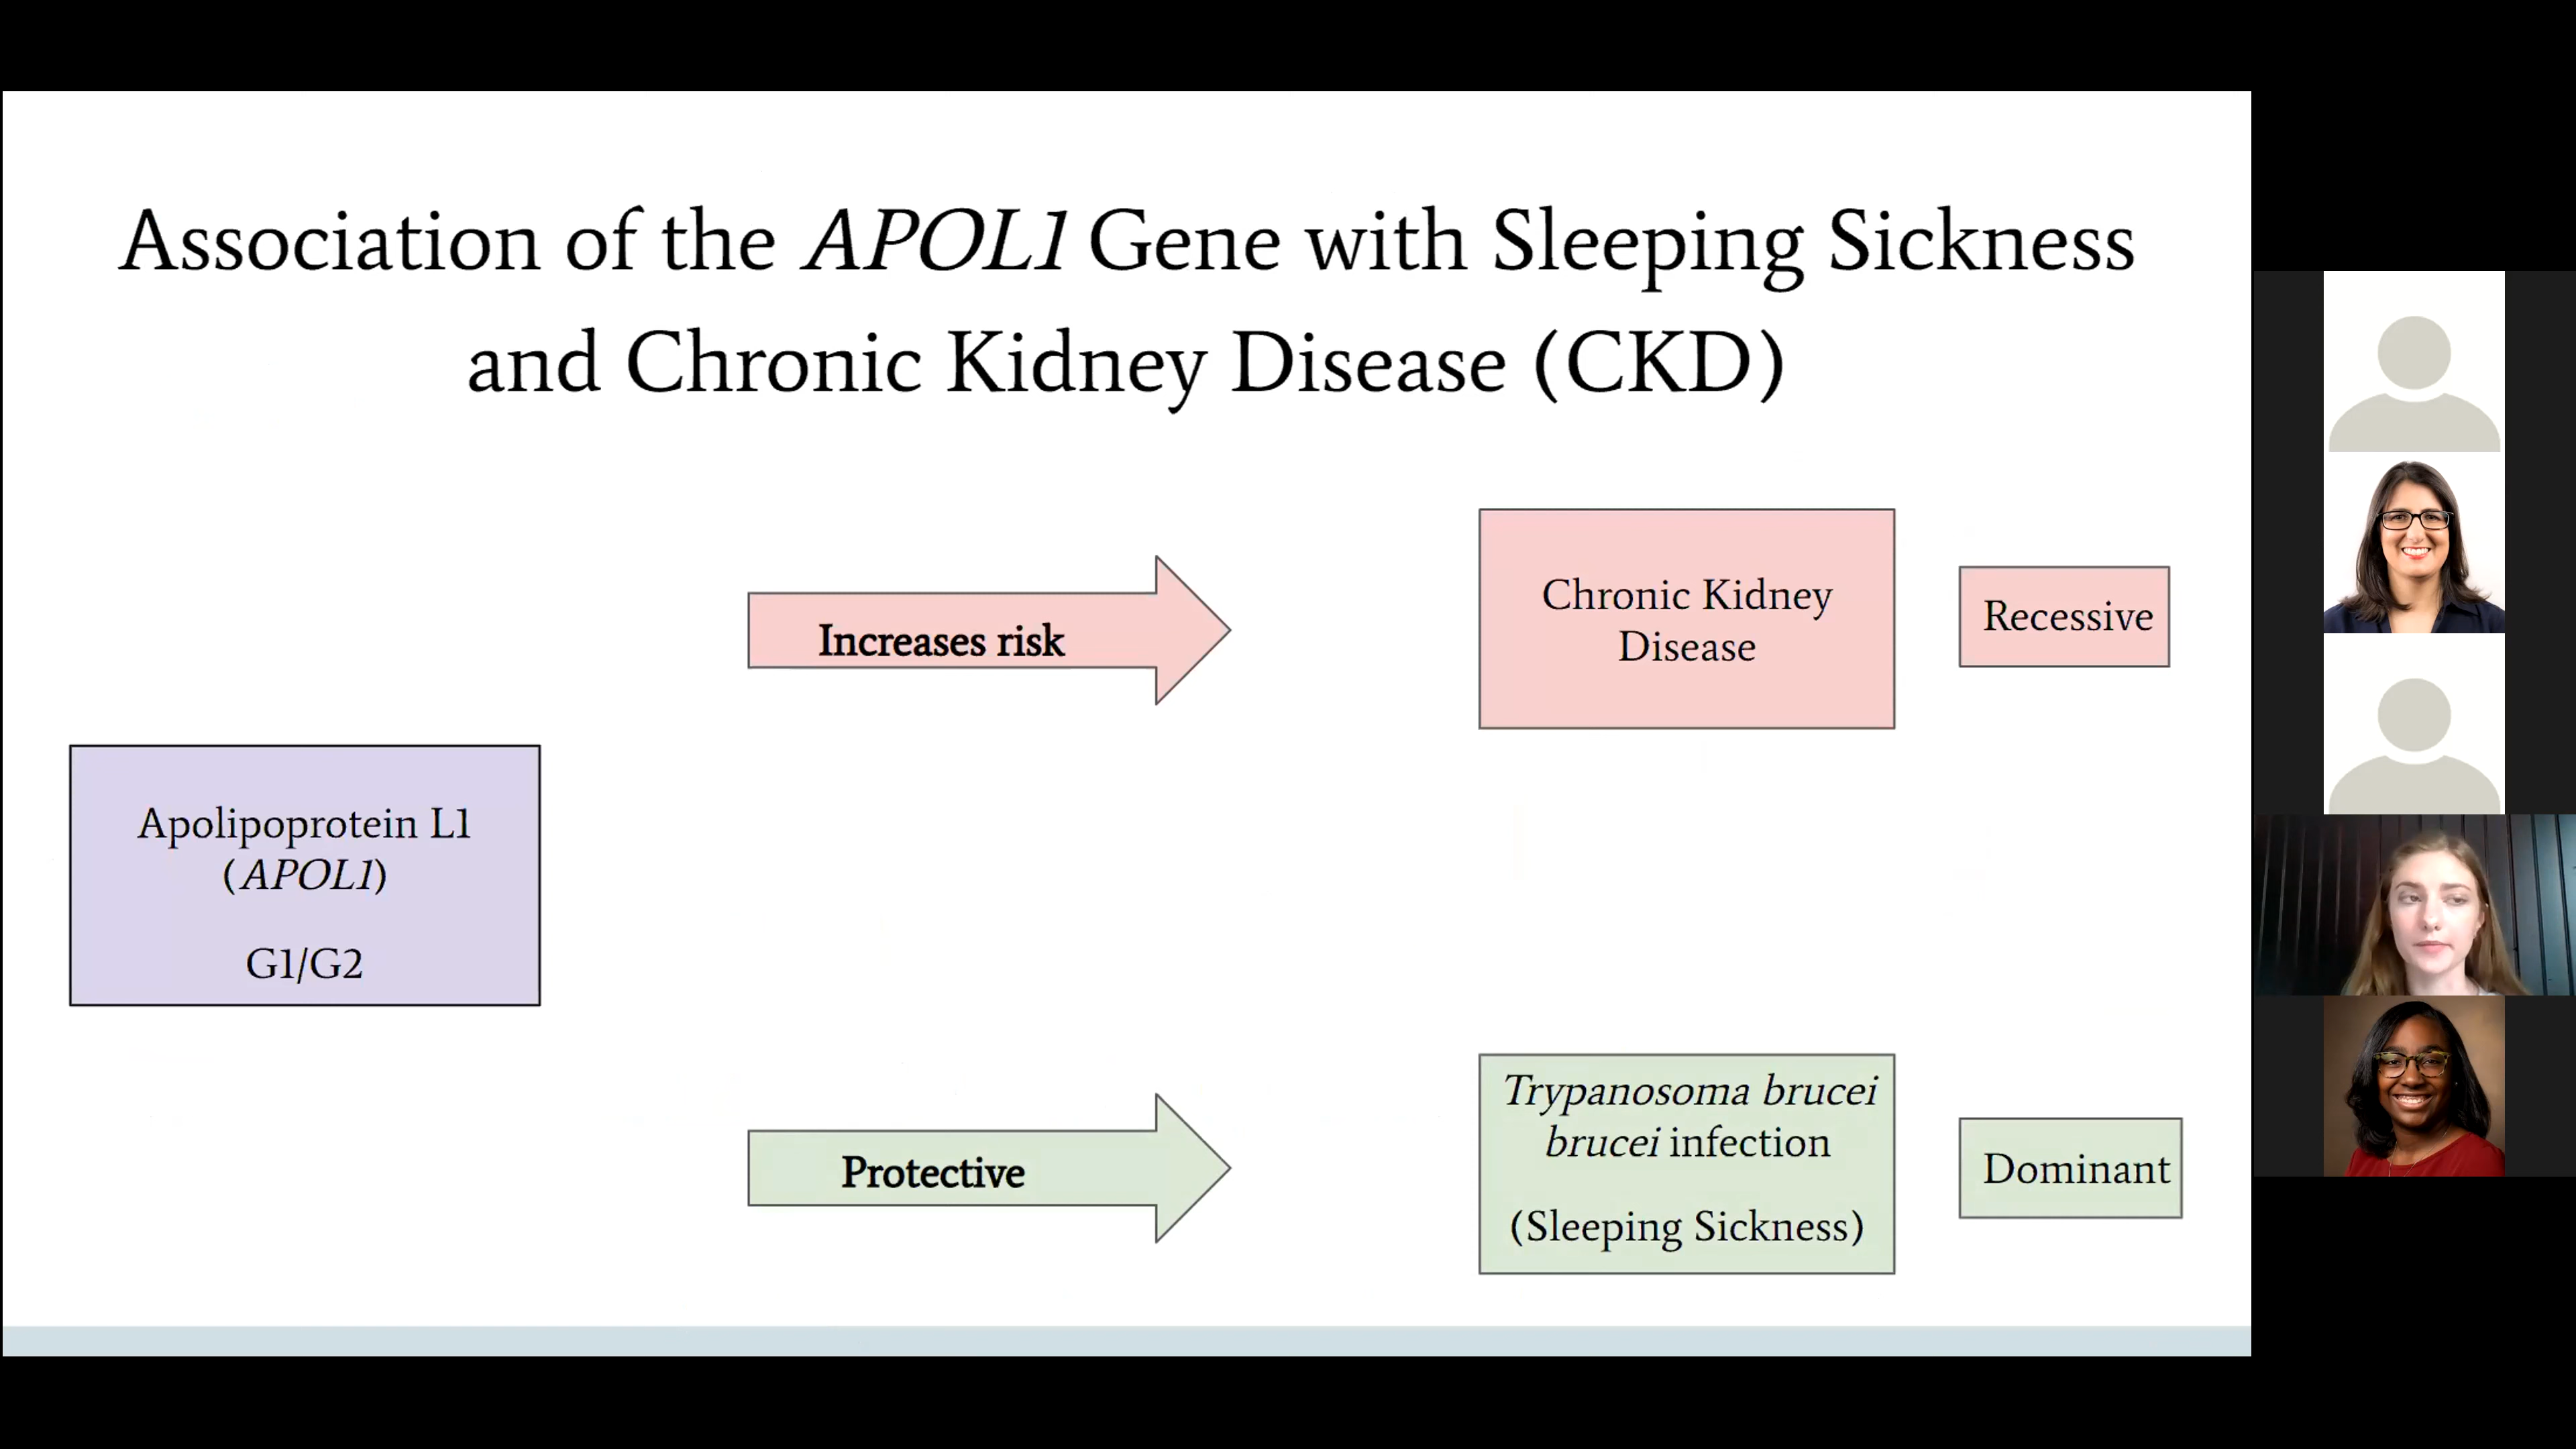 Association of the APOL1 Gene with Sleeping Sickness
and Chronic Kidney Disease (CKD)
Increases risk
Chronic Kidney
Disease
Recessive
Apolipoprotein L1
(APOL1)
G1/G2
Protective
Trypanosoma brucei
brucei infection
(Sleeping Sickness)
Dominant